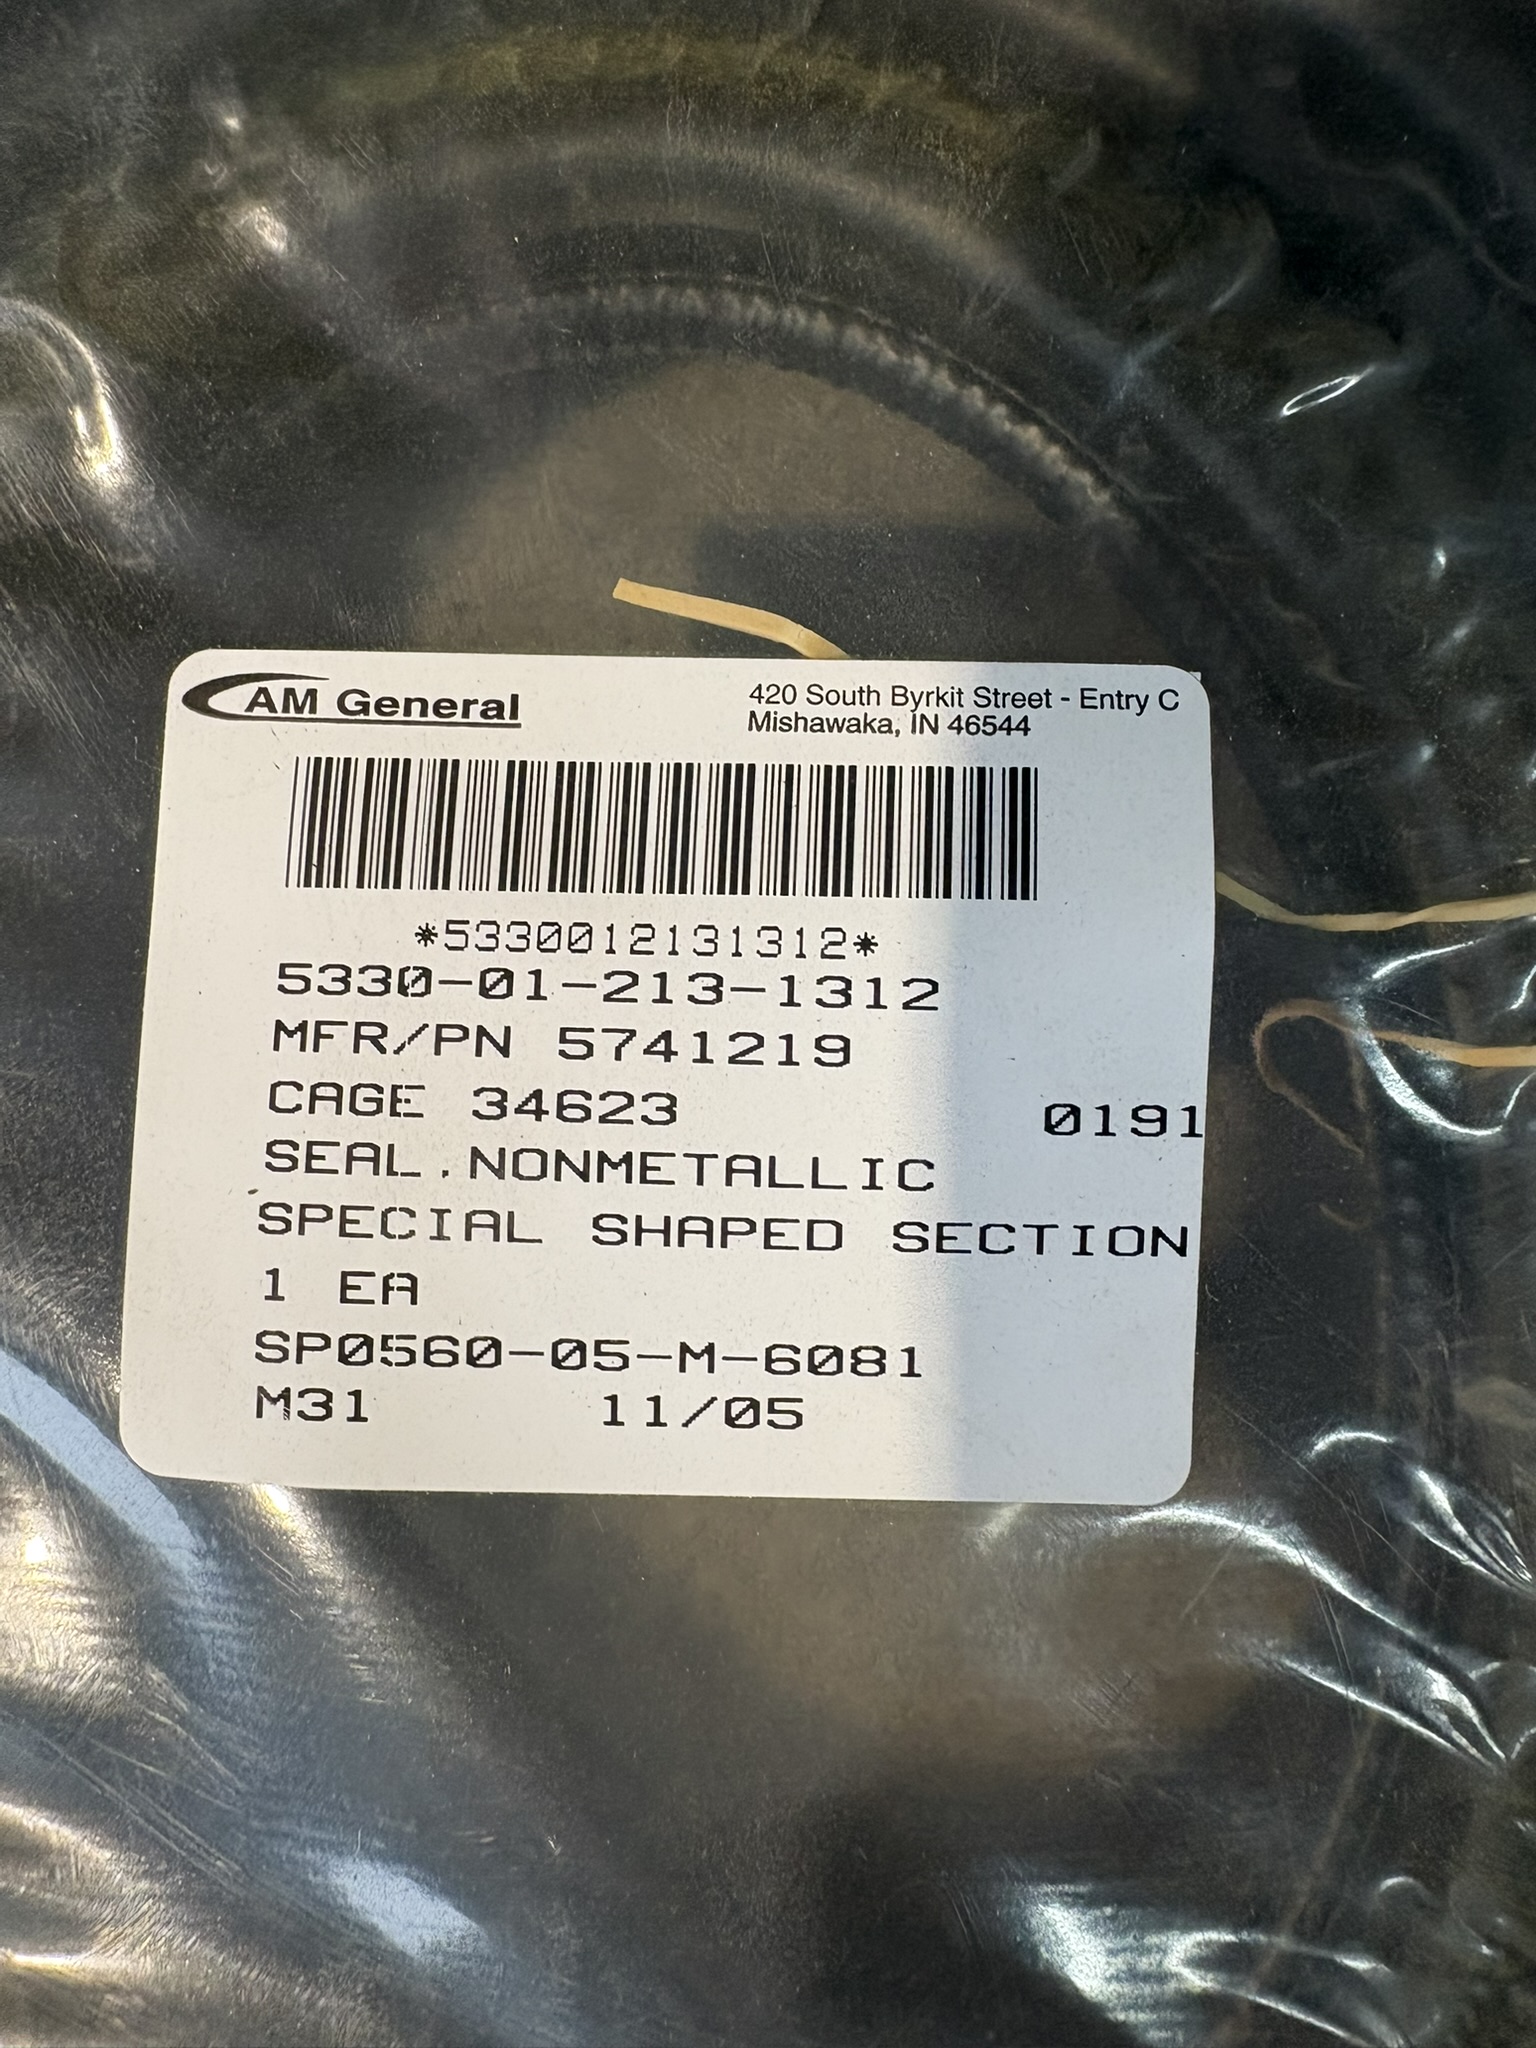 AM General
420 South Byrkit Street - Entry C
Mishawaka, IN 46544
*5330012131312*
5330-01-213-1312
MFR/PN 5741219
CAGE 34623 0191
SEAL,NONMETALLIC
SPECIAL SHAPED SECTION
1 EA
SP0560-05-M-6081
M31 11/05